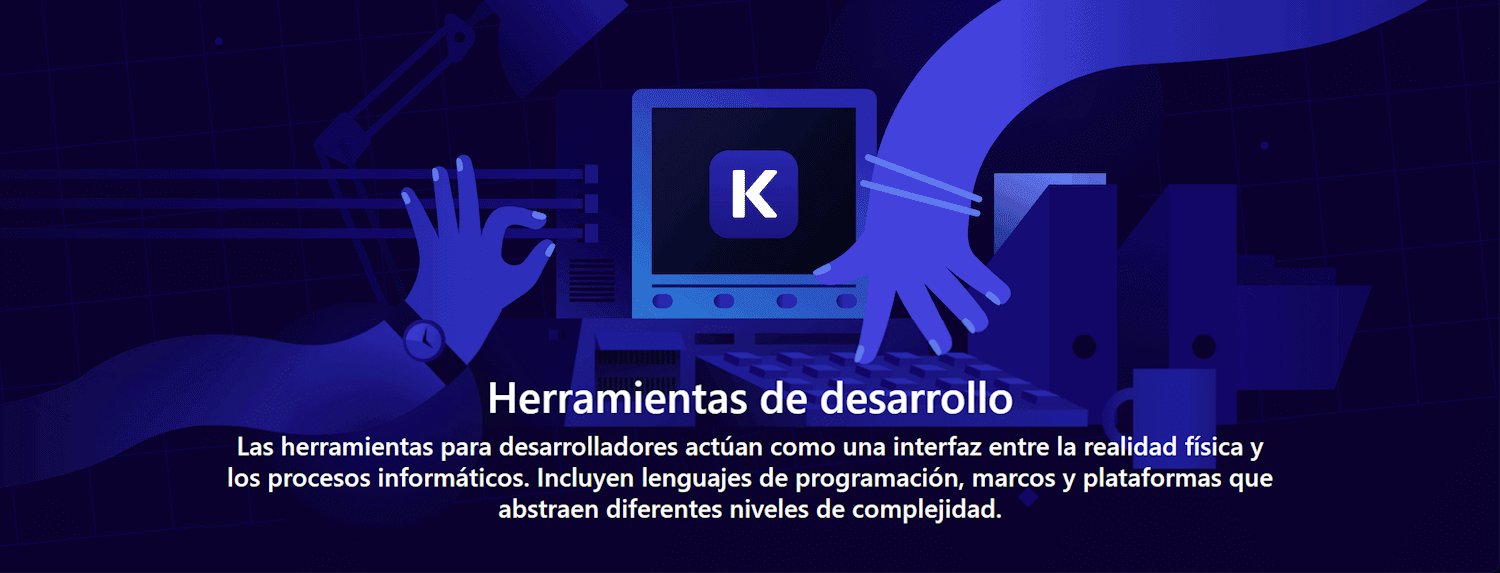 K
Herramientas de desarrollo
Las herramientas para desarrolladores actúan como una interfaz entre la realidad física y
los procesos informáticos. Incluyen lenguajes de programación, marcos y plataformas que
abstraen diferentes niveles de complejidad.